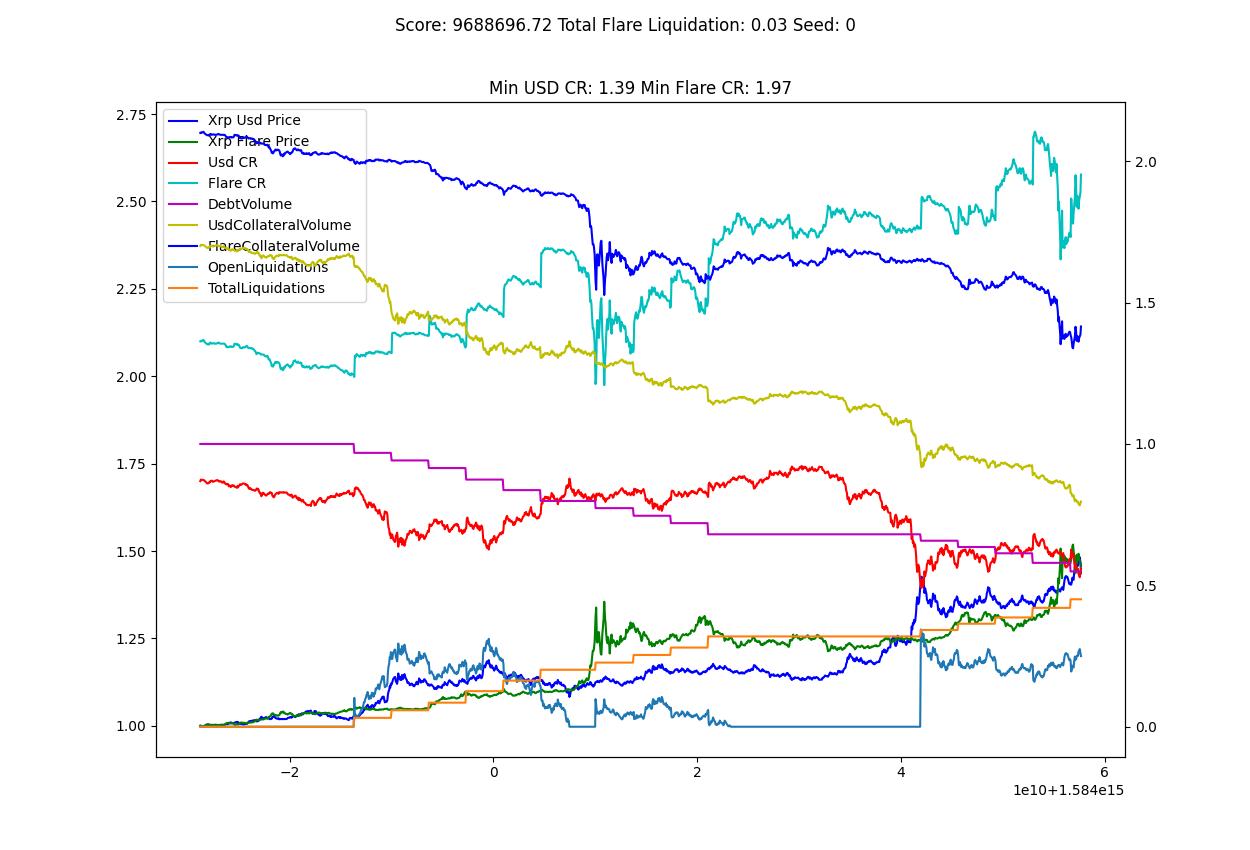 Score: 9688696.72 Total Flare Liquidation: 0.03 Seed: 0
Min USD CR: 1.39 Min Flare CR: 1.97
Xrp Usd Price
Xrp Flare Price
Usd CR
Flare CR
DebtVolume
UsdCollateralVolume
FlareCollateralVolume
OpenLiquidations
TotalLiquidations
2.75
2.50
2.25
2.00
1.75
1.50
1.25
1.00
2.0
1.5
1.0
0.5
0.0
−2
0
2
4
6
1e10+1.584e15